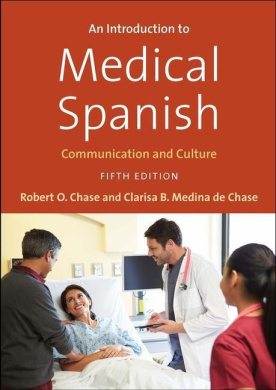 An Introduction to
Medical
Spanish
Communication and Culture
FIFTH EDITION
Robert O. Chase and Clarisa B. Medina de Chase